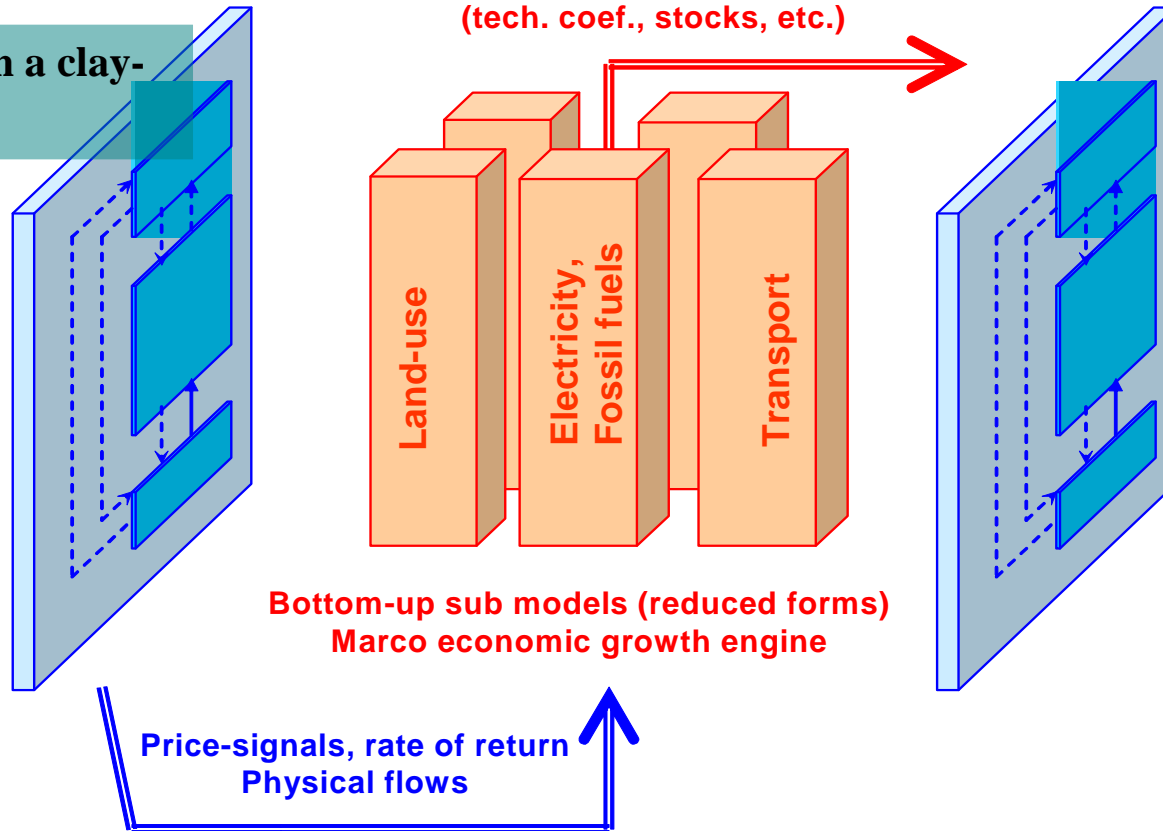 (tech. coef., stocks, etc.)
n a clay-
Land-use
Electricity,
Fossil fuels
Transport
Bottom-up sub models (reduced forms)
Marco economic growth engine
Price-signals, rate of return
Physical flows